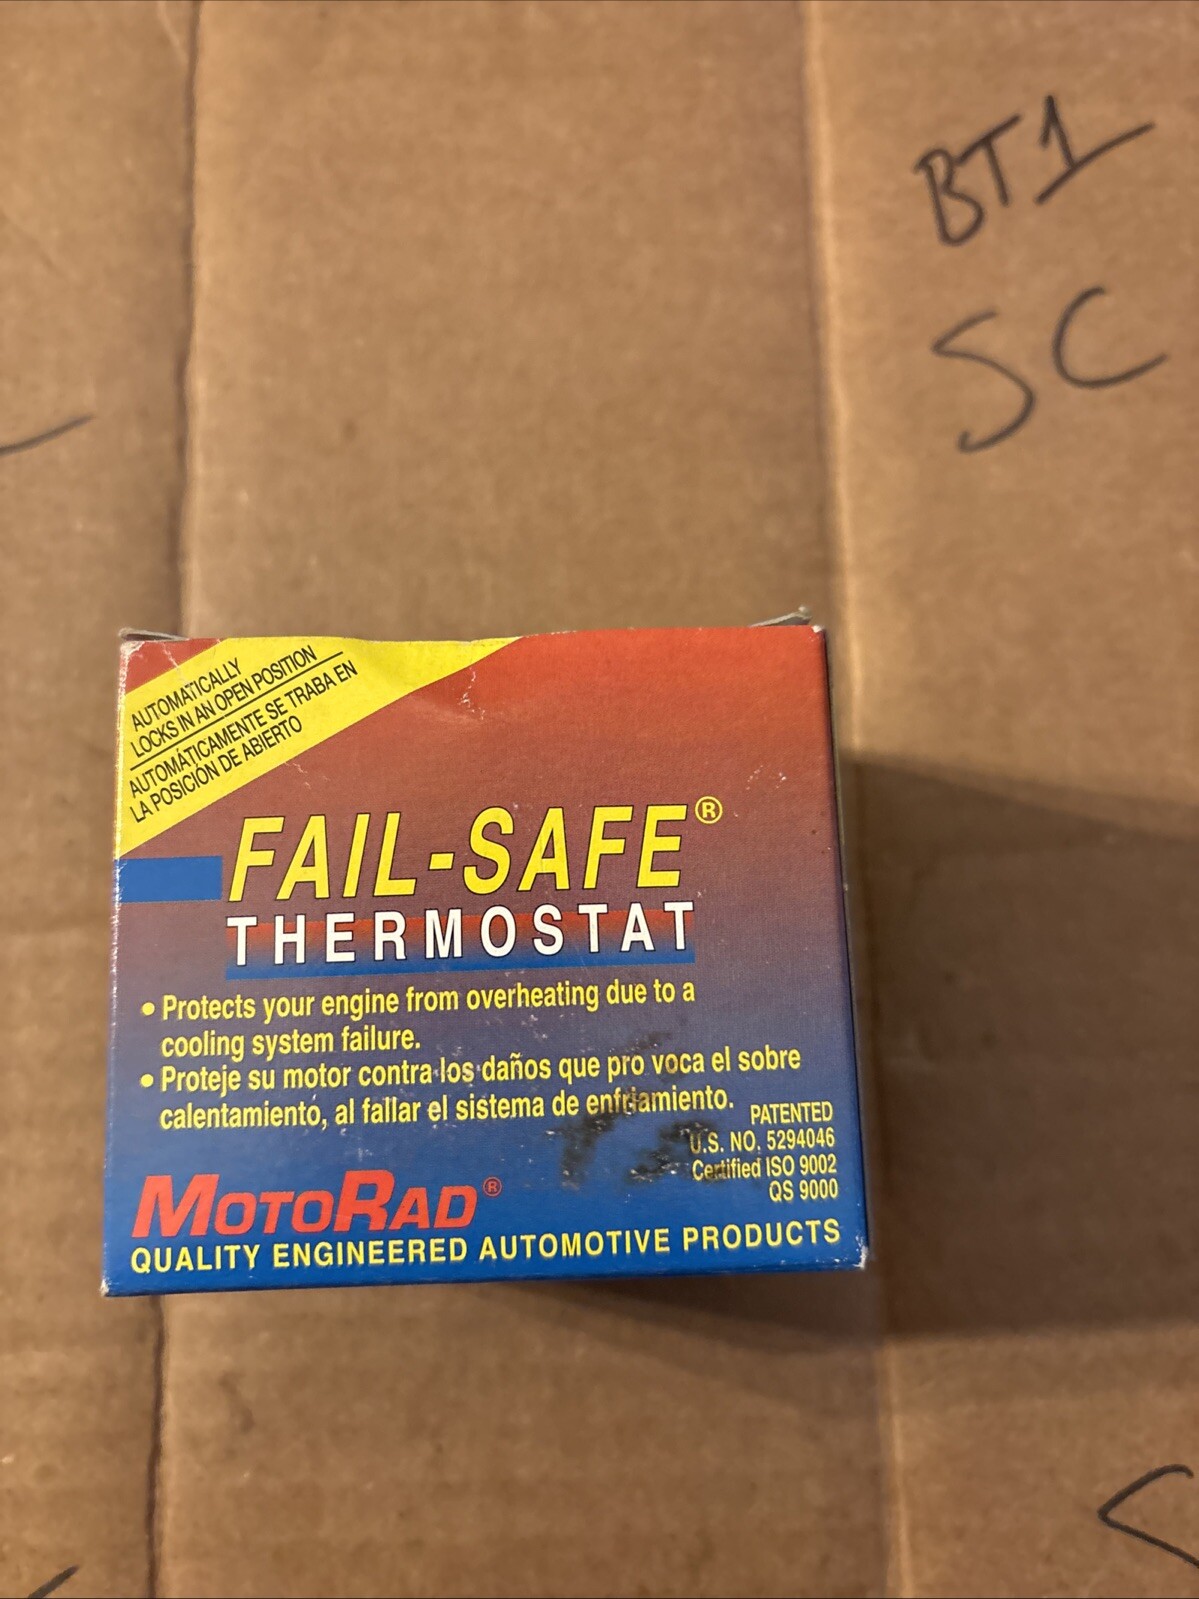 BT1
SC
AUTOMATICALLY
LOCKS IN AN OPEN POSITION
AUTOMÁTICAMENTE SE TRABA EN
LA POSICIÓN DE ABIERTO
FAIL-SAFE®
THERMOSTAT
• Protects your engine from overheating due to a
cooling system failure.
• Proteje su motor contra los daños que pro voca el sobre
calentamiento, al fallar el sistema de enfriamiento.
PATENTED
U.S. NO. 5294046
Certified ISO 9002
QS 9000
MOTORAD®
QUALITY ENGINEERED AUTOMOTIVE PRODUCTS